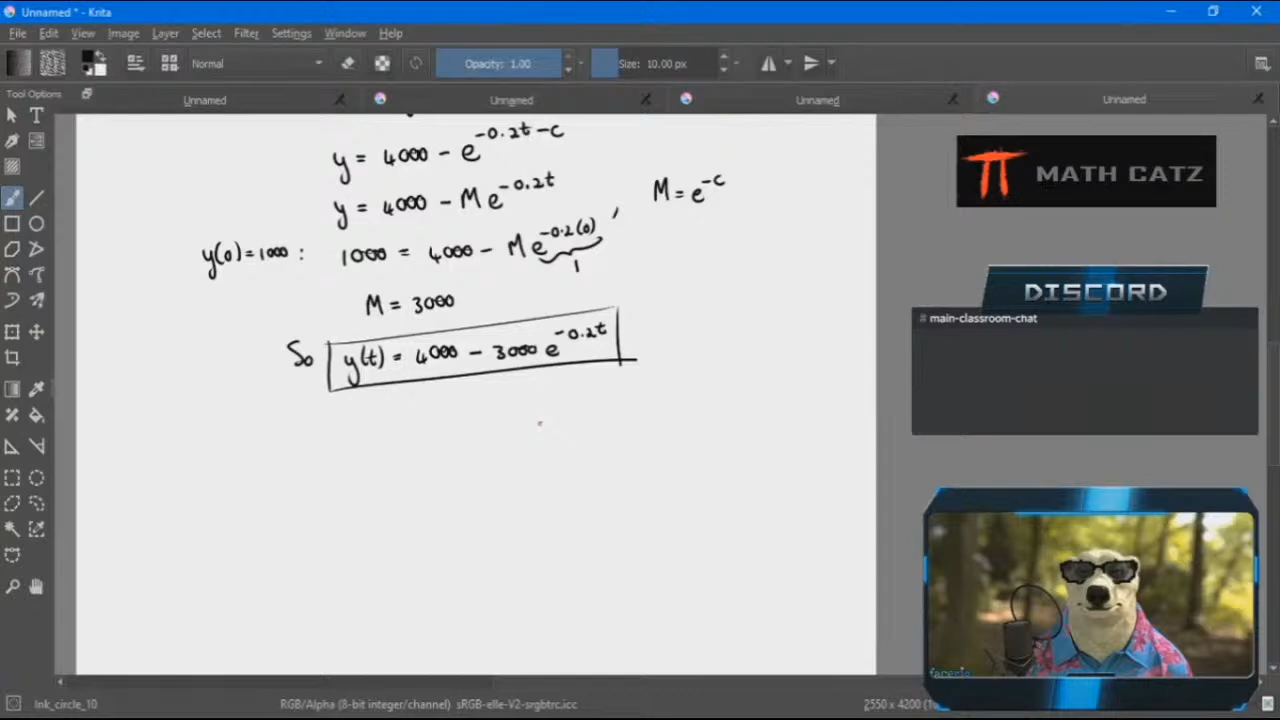 Unnamed * - Krita
File Edit View Image Layer Select Filter Settings Window Help
Normal Opacity: 1.00 Size: 10.00 px
Tool Options
Unnamed Unnamed Unnamed Unnamed
y = 4000 - e^{-0.2t-c}
y = 4000 - Me^{-0.2t} , M = e^{-c}
y(0)=1000 : 1000 = 4000 - Me^{-0.2(0)}
1
M = 3000
So y(t) = 4000 - 3000 e^{-0.2t}
π MATH CATZ
DISCORD
# main-classroom-chat
facerig
Ink_circle_10 RGB/Alpha (8-bit integer/channel) sRGB-elle-V2-srgbtrc.icc 2550 x 4200